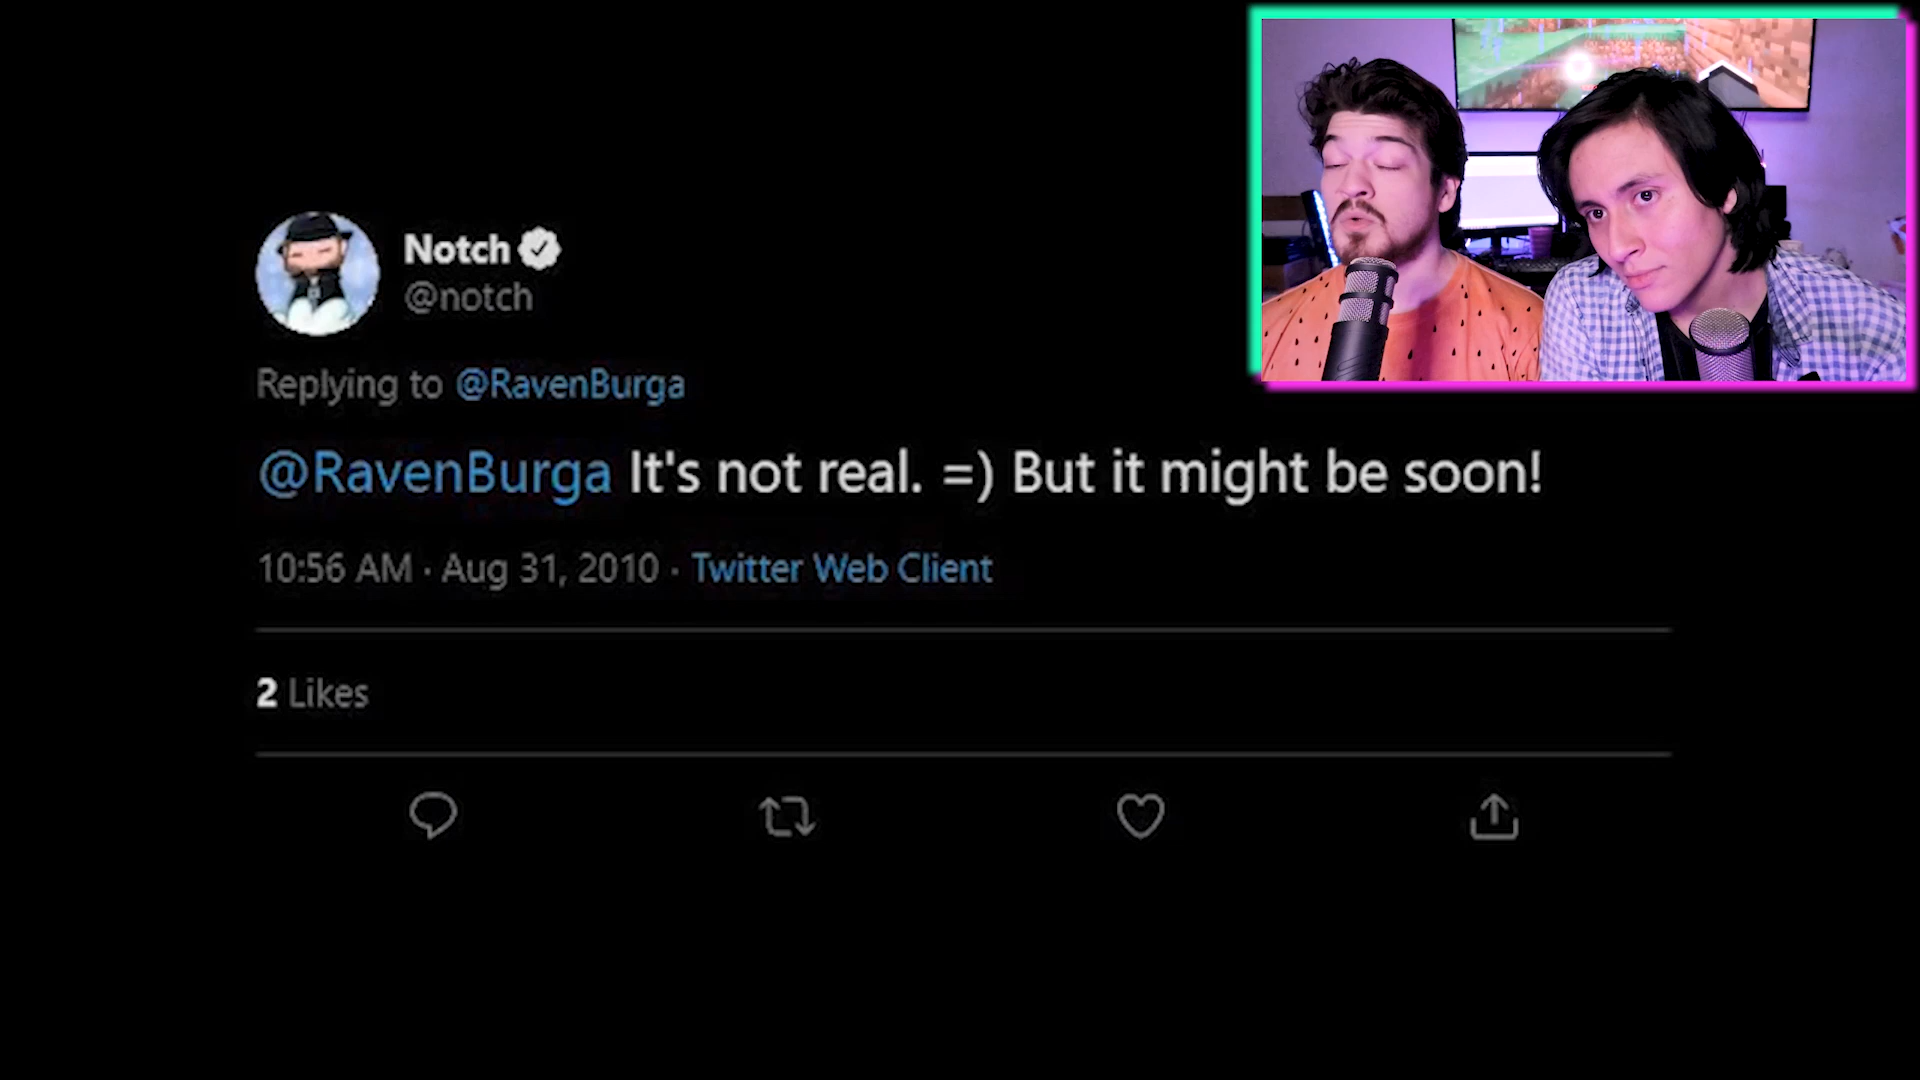 Notch
@notch
Replying to @RavenBurga
@RavenBurga It's not real. =) But it might be soon!
10:56 AM · Aug 31, 2010 · Twitter Web Client
2 Likes